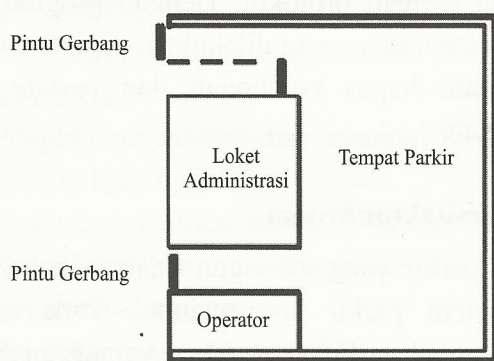 Pintu Gerbang
Loket
Administrasi
Tempat Parkir
Pintu Gerbang
Operator